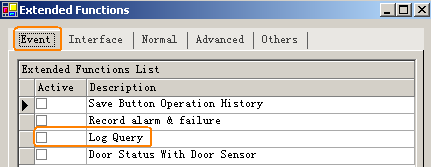 Extended Functions
Event Interface Normal Advanced Others
Extended Functions List
Active Description
Save Button Operation History
Record alarm & failure
Log Query
Door Status With Door Sensor